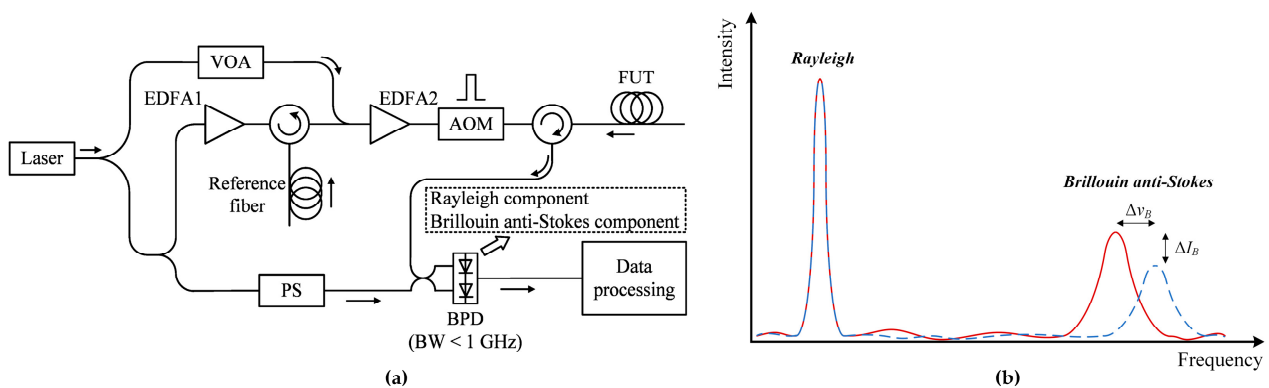 VOA
EDFA1
EDFA2
FUT
AOM
Laser
Reference
fiber
Rayleigh component
Brillouin anti-Stokes component
PS
BPD
(BW < 1 GHz)
Data
processing
(a)
Intensity
Rayleigh
Brillouin anti-Stokes
Δv_B
ΔI_B
Frequency
(b)